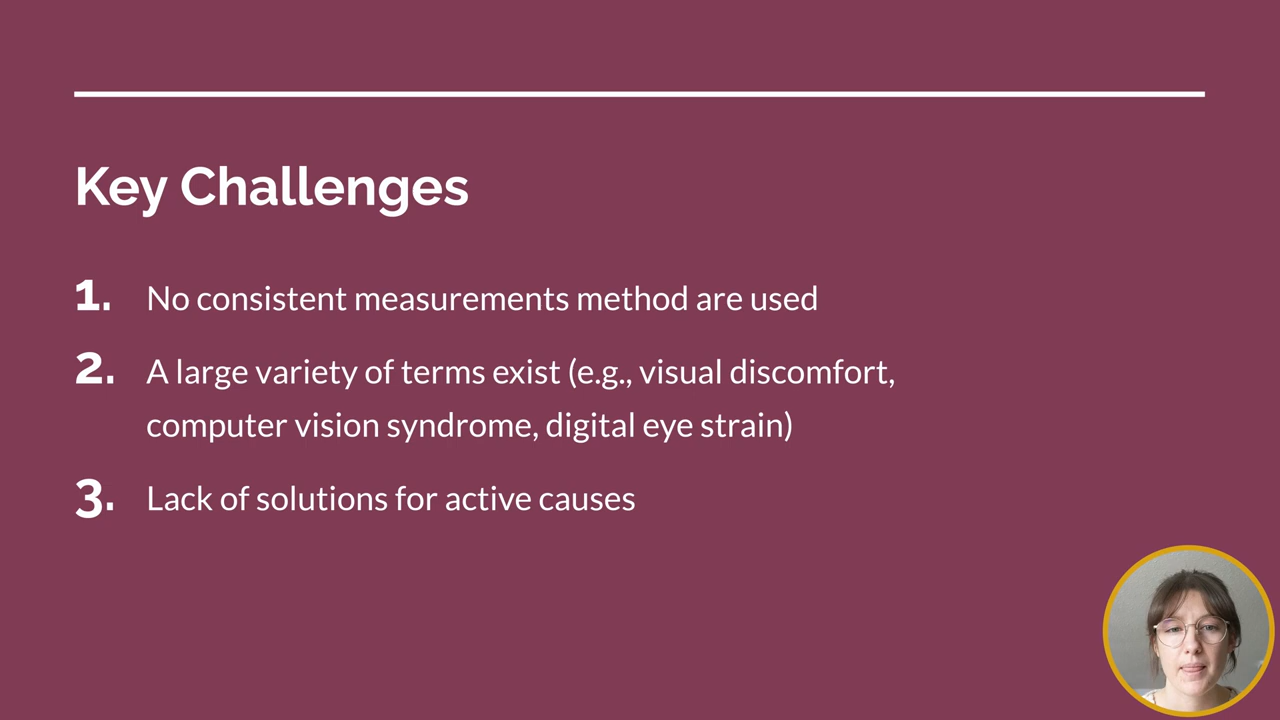 Key Challenges
1. No consistent measurements method are used
2. A large variety of terms exist (e.g., visual discomfort,
computer vision syndrome, digital eye strain)
3. Lack of solutions for active causes